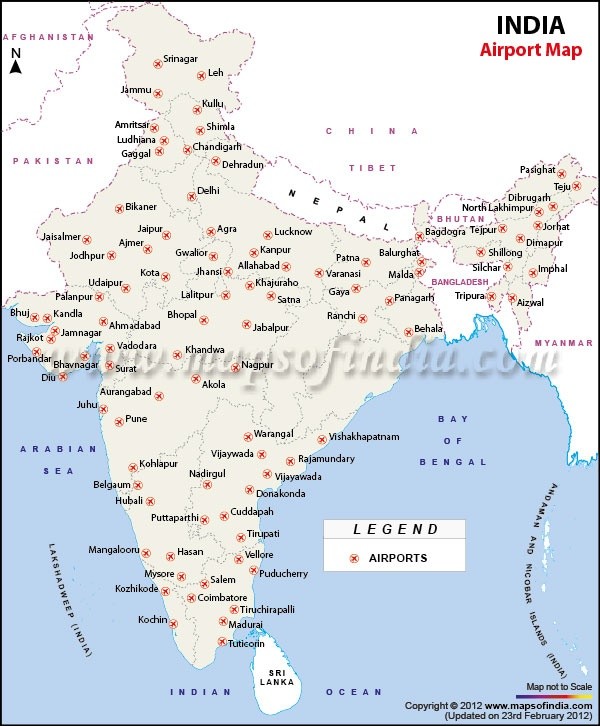 INDIA
Airport Map
AFGHANISTAN
N
Srinagar
Leh
Jammu
Kullu
Amritsar
Shimla
Ludhiana
Gaggal
Chandigarh
Dehradun
CHINA
TIBET
PAKISTAN
Pasighat
Teju
Delhi
NEPAL
Dibrugarh
North Lakhimpur
Bikaner
BHUTAN
Jorhat
Jaisalmer
Jaipur
Agra
Lucknow
Bagdogra
Tejpur
Dimapur
Ajmer
Jodhpur
Gwalior
Kanpur
Patna
Balurghat
Shillong
Kota
Jhansi
Allahabad
Varanasi
Malda
Silchar
Imphal
Udaipur
Khajuraho
Gaya
BANGLADESH
Palanpur
Lalitpur
Satna
Panagarh
Tripura
Aizwal
Bhuj
Kandla
Ahmadabad
Bhopal
Jabalpur
Ranchi
Behala
Jamnagar
Rajkot
MYANMAR
Vadodara
Khandwa
Porbandar
Bhavnagar
www.mapsofindia.com
Surat
Nagpur
Diu
Akola
Aurangabad
Juhu
Pune
BAY
OF
BENGAL
ARABIAN
SEA
Warangal
Vishakhapatnam
Vijaywada
Rajamundary
Kohlapur
Nadirgul
Vijayawada
Belgaum
Donakonda
Hubali
Cuddapah
Puttaparthi
Tirupati
LEGEND
AIRPORTS
Mangalooru
Hasan
Vellore
Mysore
Salem
Puducherry
Kozhikode
Coimbatore
Tiruchirapalli
Kochin
Madurai
Tuticorin
LAKSHADWEEP (INDIA)
ANDAMAN AND NICOBAR ISLANDS (INDIA)
SRI
LANKA
INDIAN OCEAN
Map not to Scale
Copyright © 2012 www.mapsofindia.com
(Updated on 23rd February 2012)